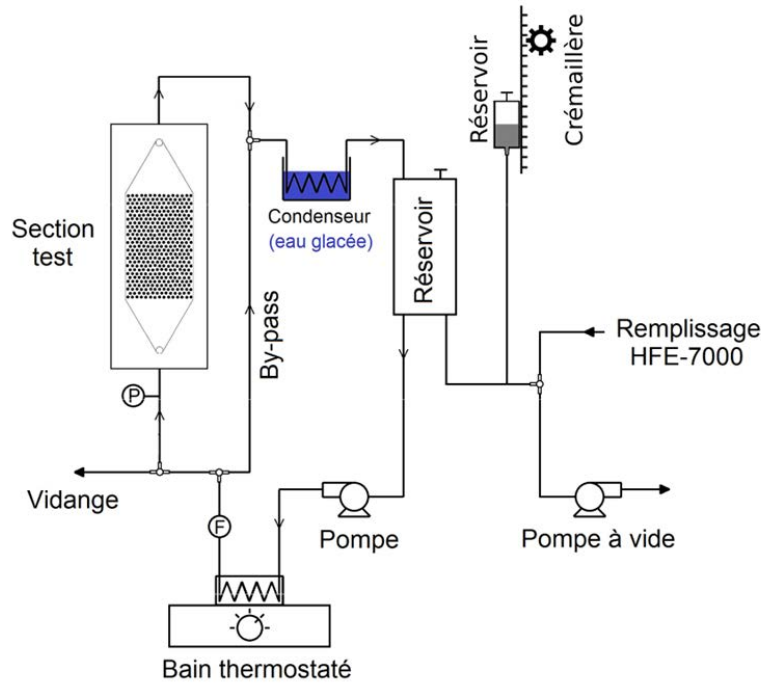 Réservoir
Crémaillère
Section
test
P
Condenseur
(eau glacée)
Réservoir
By-pass
Remplissage
HFE-7000
Vidange
F
Pompe
Pompe à vide
Bain thermostaté